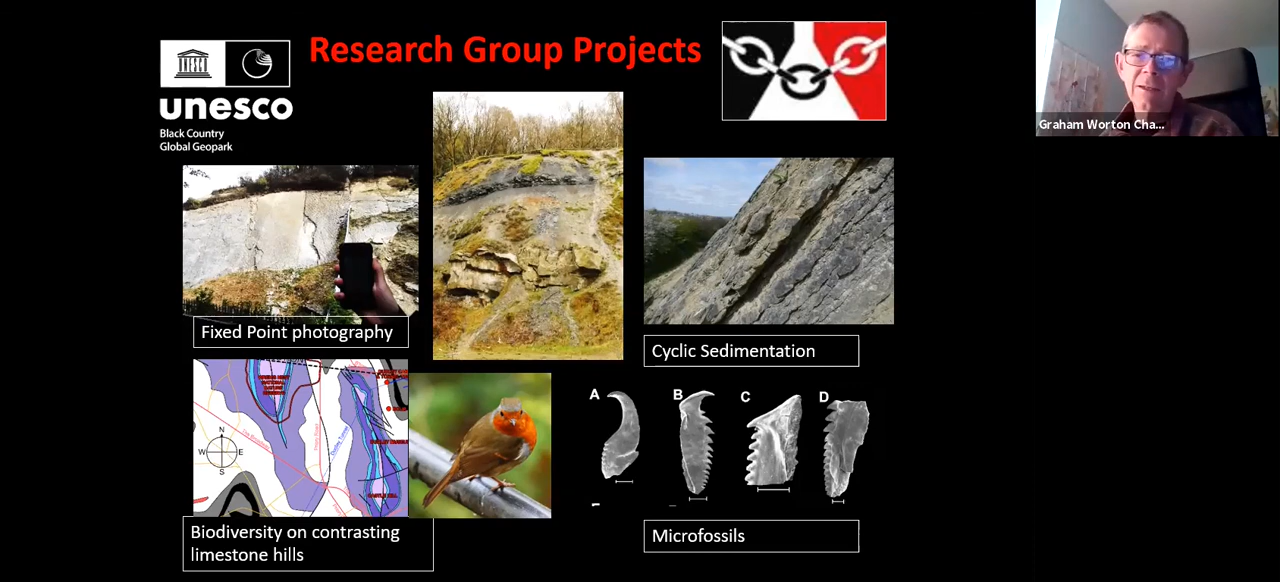 Research Group Projects
unesco
Black Country
Global Geopark
Graham Worton Cha...
Fixed Point photography
Cyclic Sedimentation
A
B
C
D
N
W
E
S
Biodiversity on contrasting
limestone hills
Microfossils